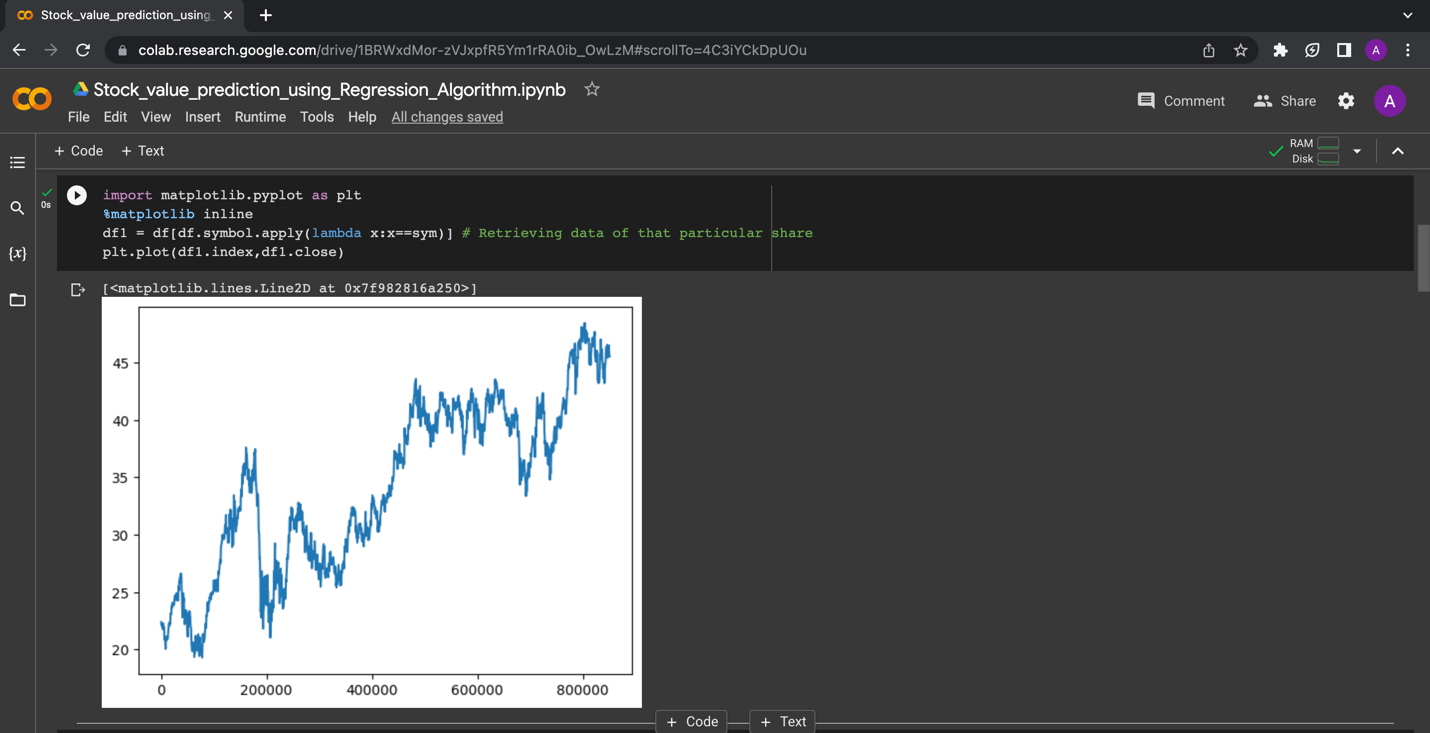 Stock_value_prediction_using_
colab.research.google.com/drive/1BRWxdMor-zVJxpfR5Ym1rRA0ib_OwLzM#scrollTo=4C3iYCkDpUOu
A
Stock_value_prediction_using_Regression_Algorithm.ipynb
Comment Share A
File Edit View Insert Runtime Tools Help All changes saved
+ Code + Text
RAM
Disk
0s
{x}
import matplotlib.pyplot as plt
%matplotlib inline
df1 = df[df.symbol.apply(lambda x:x==sym)] # Retrieving data of that particular share
plt.plot(df1.index,df1.close)
[<matplotlib.lines.Line2D at 0x7f982816a250>]
45
40
35
30
25
20
0 200000 400000 600000 800000
+ Code + Text